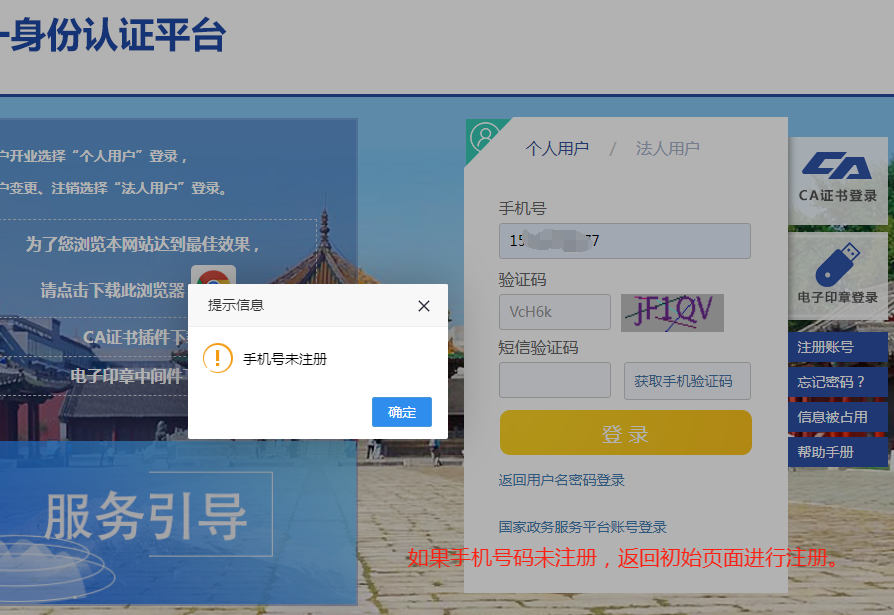 一身份认证平台
户开业选择“个人用户”登录，
户变更、注销选择“法人用户”登录。
为了您浏览本网站达到最佳效果，
请点击下载此浏览器
CA证书插件下
电子印章中间件
服务引导
提示信息
手机号未注册
确定
个人用户 / 法人用户
手机号
15 77
验证码
VcH6k
jF1QV
短信验证码
获取手机验证码
登录
返回用户名密码登录
国家政务服务平台账号登录
如果手机号码未注册，返回初始页面进行注册。
CA
CA证书登录
电子印章登录
注册账号
忘记密码？
信息被占用
帮助手册